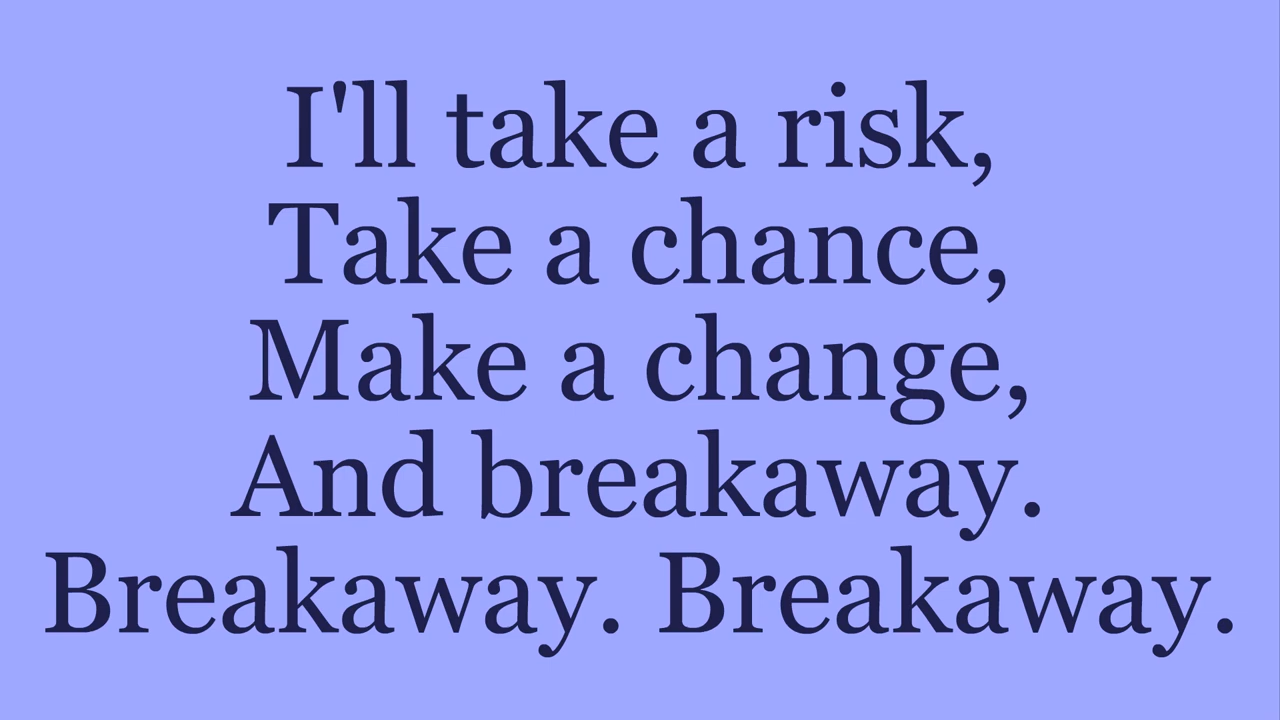 I'll take a risk,
Take a chance,
Make a change,
And breakaway.
Breakaway. Breakaway.